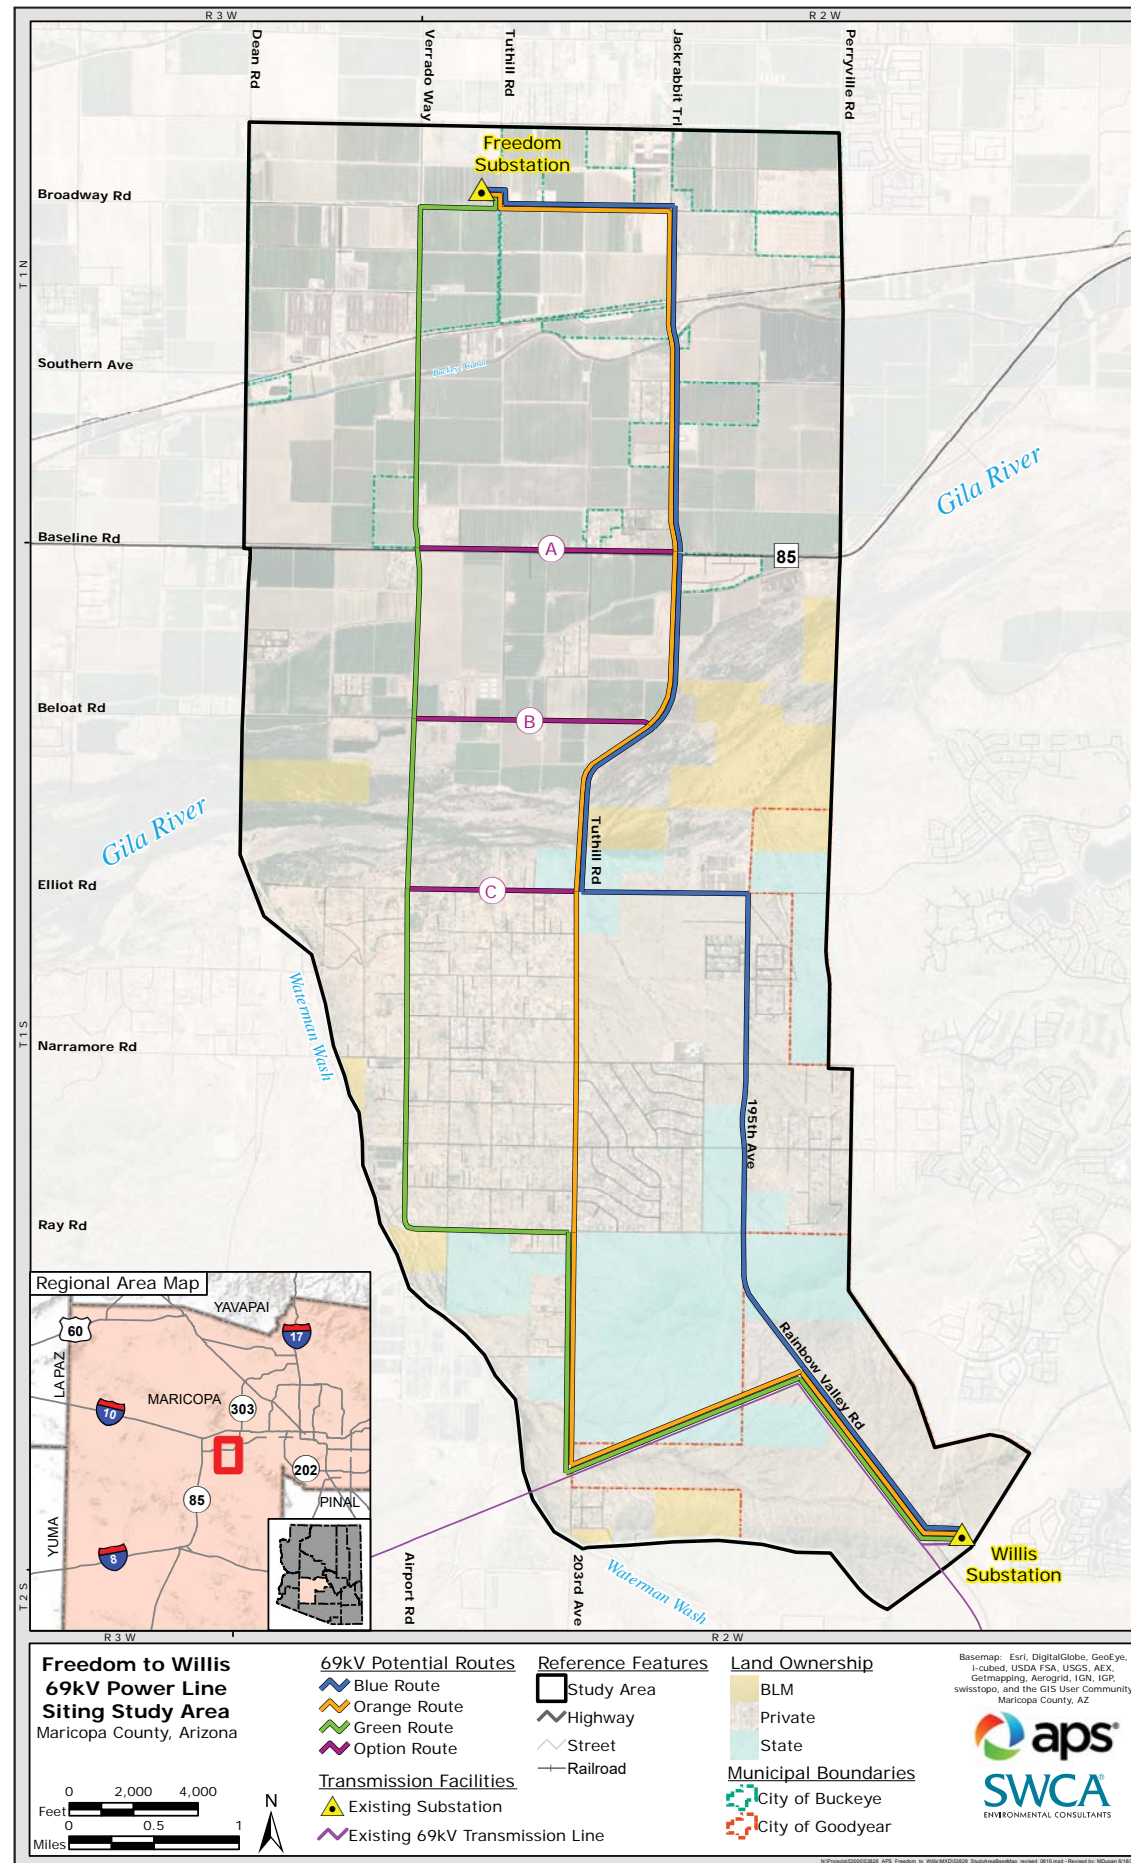 R 3 W
R 2 W
Dean Rd
Verrado Way
Tuthill Rd
Jackrabbit Trl
Perryville Rd
Freedom
Substation
Broadway Rd
T 1 N
Southern Ave
Buckeye Canal
Gila River
Baseline Rd
A
85
Beloat Rd
B
Gila River
Tuthill Rd
Elliot Rd
C
Waterman Wash
T 1 S
Narramore Rd
195th Ave
Ray Rd
Rainbow Valley Rd
Regional Area Map
YAVAPAI
60
17
LA PAZ
MARICOPA
10
303
202
85
PINAL
YUMA
8
Airport Rd
203rd Ave
Waterman Wash
Willis
Substation
T 2 S
R 3 W
R 2 W
Freedom to Willis
69kV Power Line
Siting Study Area
Maricopa County, Arizona
0 2,000 4,000
Feet
0 0.5 1
Miles
N
69kV Potential Routes
Blue Route
Orange Route
Green Route
Option Route
Transmission Facilities
Existing Substation
Existing 69kV Transmission Line
Reference Features
Study Area
Highway
Street
Railroad
Land Ownership
BLM
Private
State
Municipal Boundaries
City of Buckeye
City of Goodyear
Basemap: Esri, DigitalGlobe, GeoEye,
i-cubed, USDA FSA, USGS, AEX,
Getmapping, Aerogrid, IGN, IGP,
swisstopo, and the GIS User Community
Maricopa County, AZ
aps
SWCA
ENVIRONMENTAL CONSULTANTS